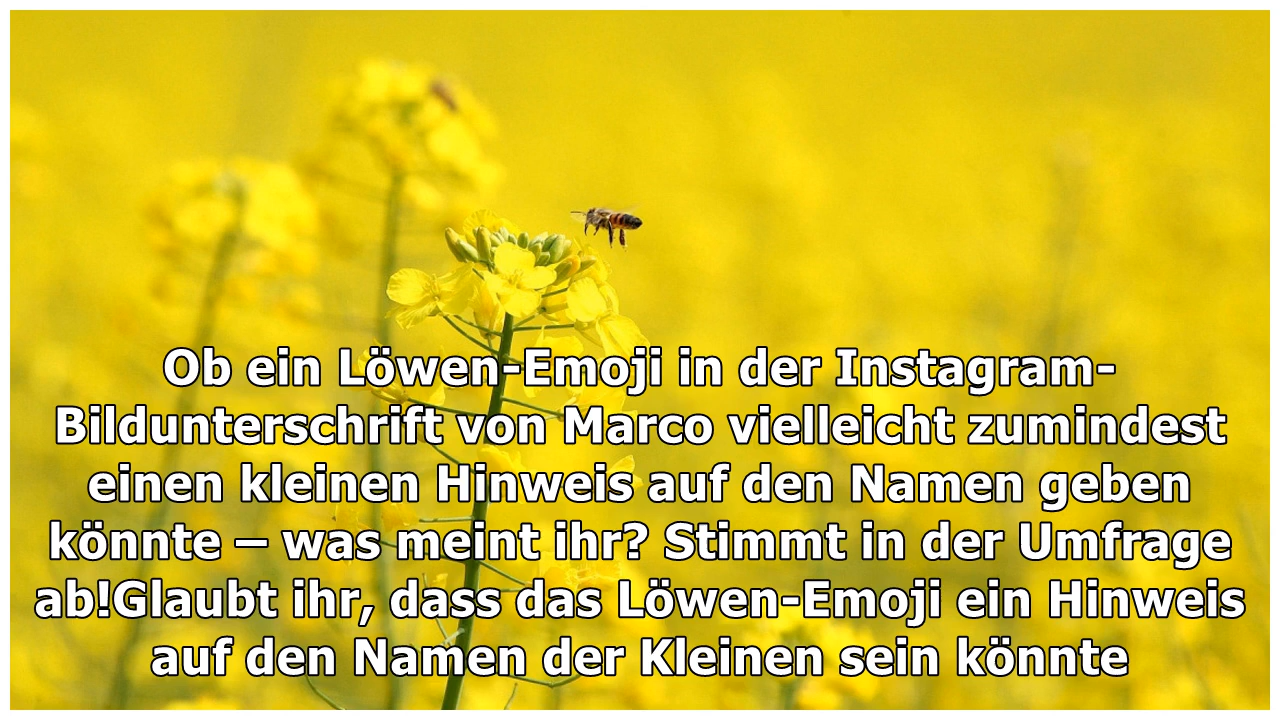 Ob ein Löwen-Emoji in der Instagram-
Bildunterschrift von Marco vielleicht zumindest
einen kleinen Hinweis auf den Namen geben
könnte – was meint ihr? Stimmt in der Umfrage
ab!Glaubt ihr, dass das Löwen-Emoji ein Hinweis
auf den Namen der Kleinen sein könnte